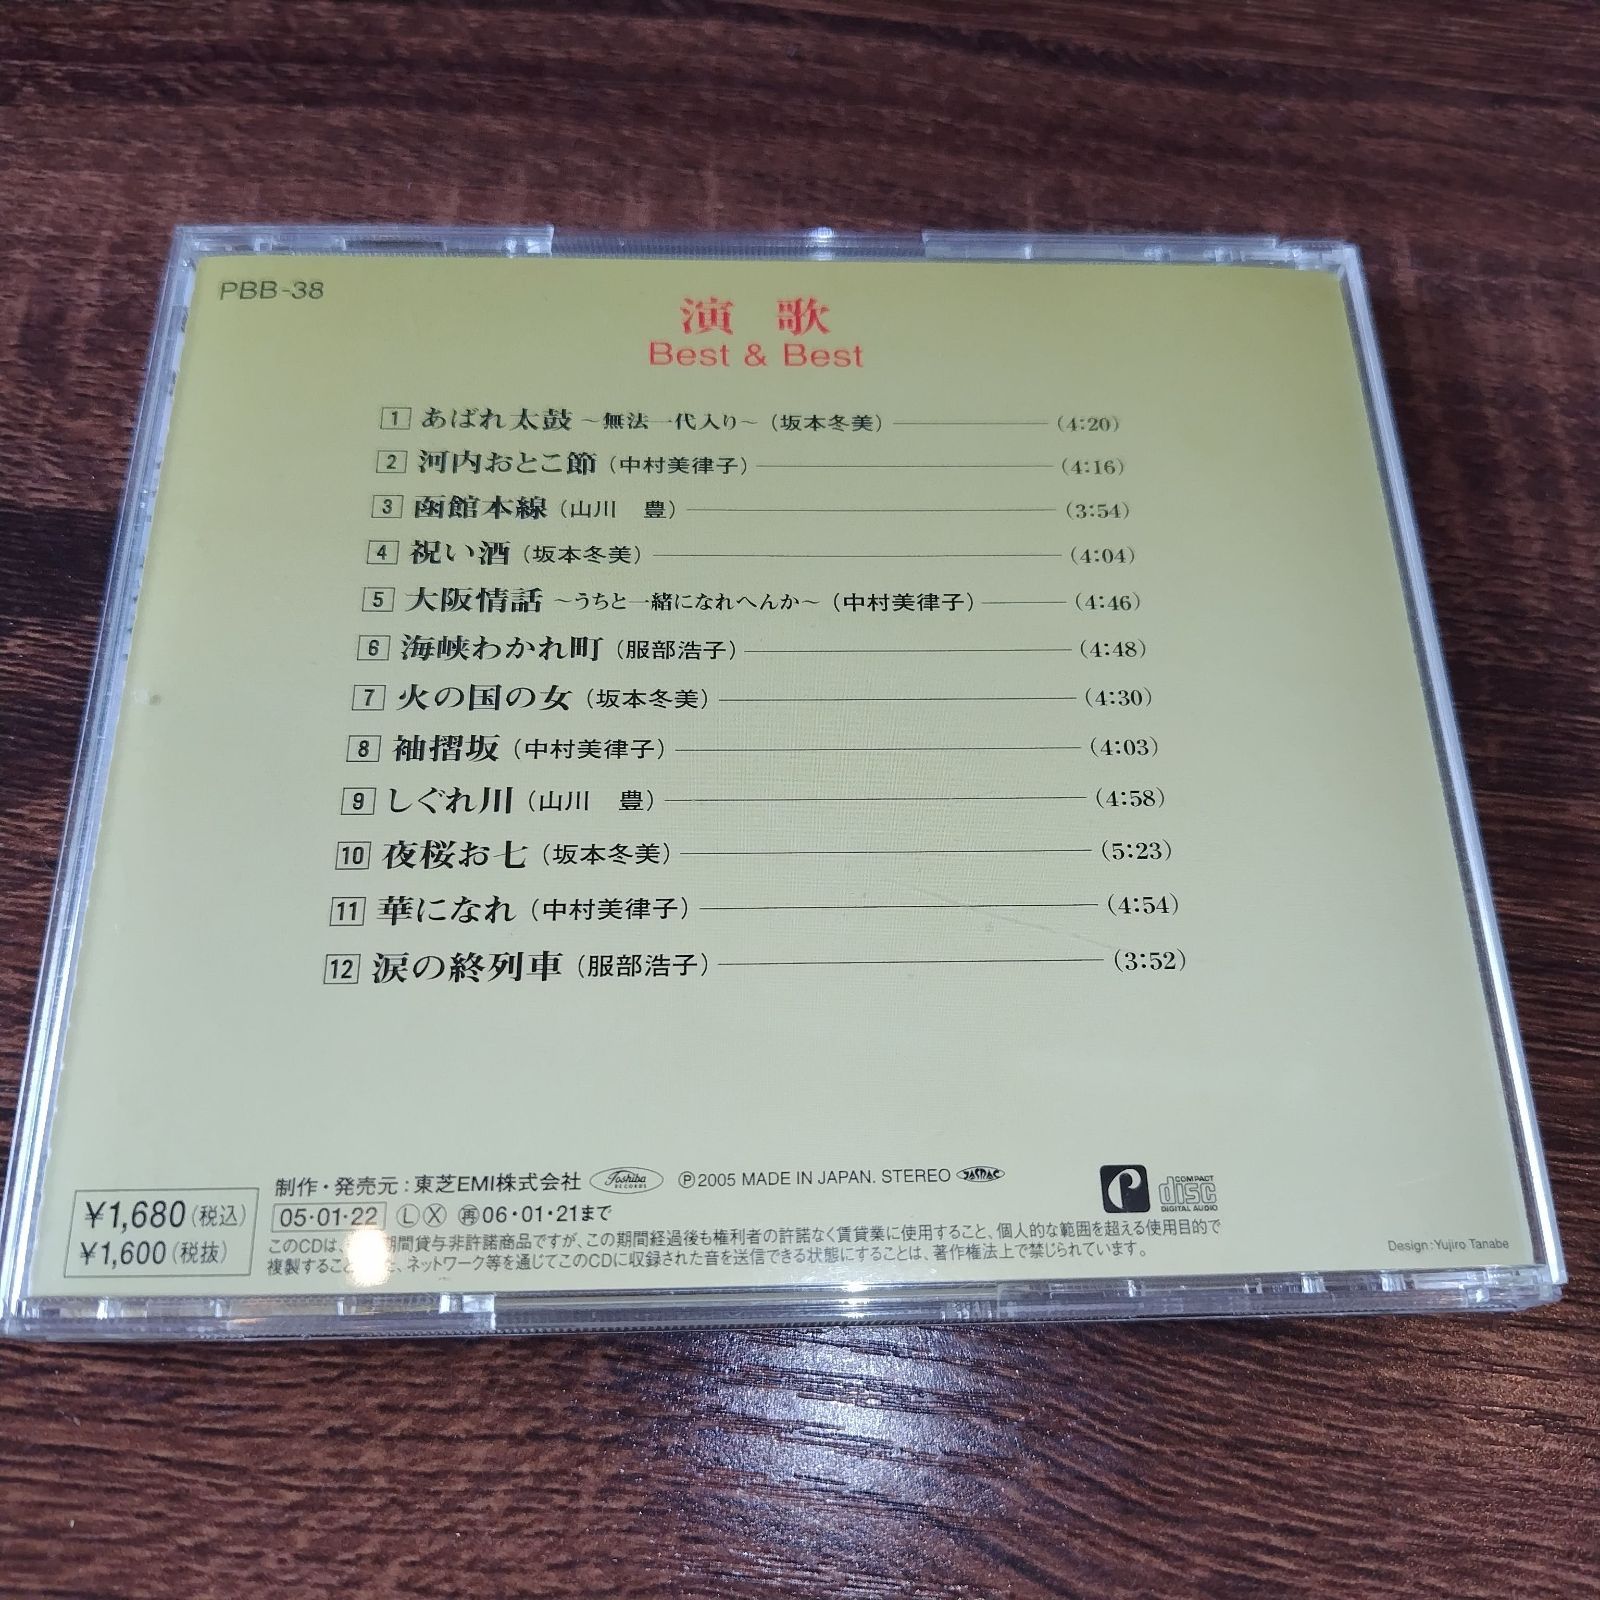 PBB-38
演 歌
Best & Best
1 あばれ太鼓 ～無法一代入り～ (坂本冬美) (4:20)
2 河内おとこ節 (中村美律子) (4:16)
3 函館本線 (山川 豊) (3:54)
4 祝い酒 (坂本冬美) (4:04)
5 大阪情話 ～うちと一緒になれへんか～ (中村美律子) (4:46)
6 海峡わかれ町 (服部浩子) (4:48)
7 火の国の女 (坂本冬美) (4:30)
8 袖摺坂 (中村美律子) (4:03)
9 しぐれ川 (山川 豊) (4:58)
10 夜桜お七 (坂本冬美) (5:23)
11 華になれ (中村美律子) (4:54)
12 涙の終列車 (服部浩子) (3:52)
制作・発売元:東芝EMI株式会社 Toshiba RECORDS Ⓟ2005 MADE IN JAPAN. STEREO JASRAC
¥1,680(税込)
¥1,600(税抜)
05・01・22 Ⓛ Ⓧ ㊢06・01・21まで
このCDは、期間貸与非許諾商品ですが、この期間経過後も権利者の許諾なく賃貸業に使用すること、個人的な範囲を超える使用目的で
複製すること、ネットワーク等を通じてこのCDに収録された音を送信できる状態にすることは、著作権法上で禁じられています。
P
COMPACT disc DIGITAL AUDIO
Design:Yujiro Tanabe